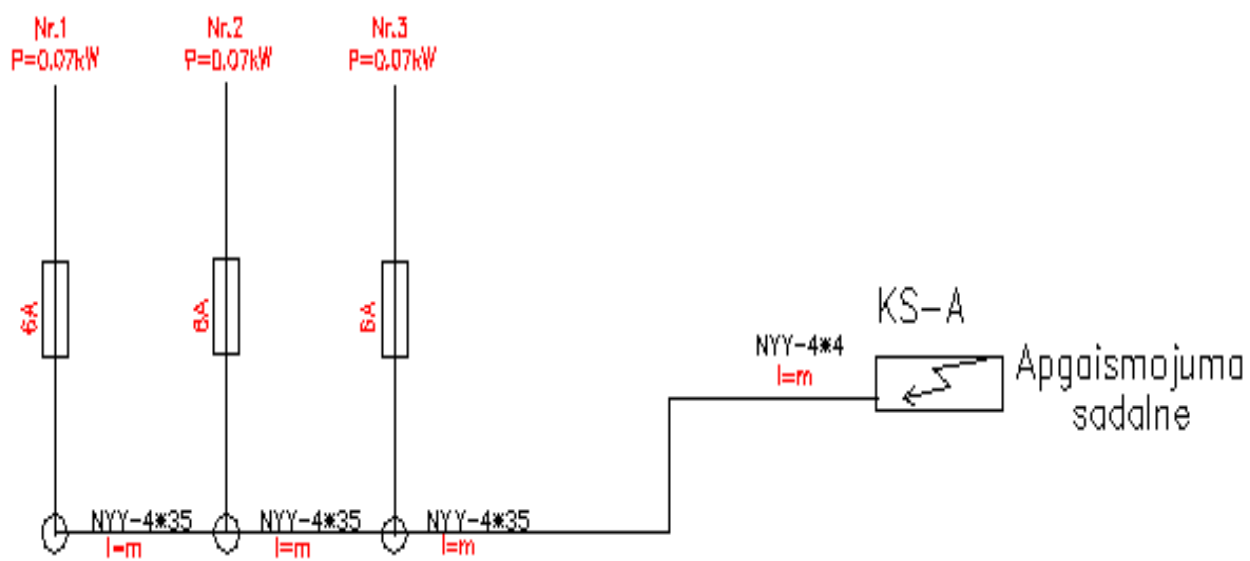 Nr.1
P=0.07kW
Nr.2
P=0.07kW
Nr.3
P=0.07kW
6A
6A
6A
KS-A
NYY-4*4
l=m
Apgaismojuma
sadalne
NYY-4*35
l=m
NYY-4*35
l=m
NYY-4*35
l=m